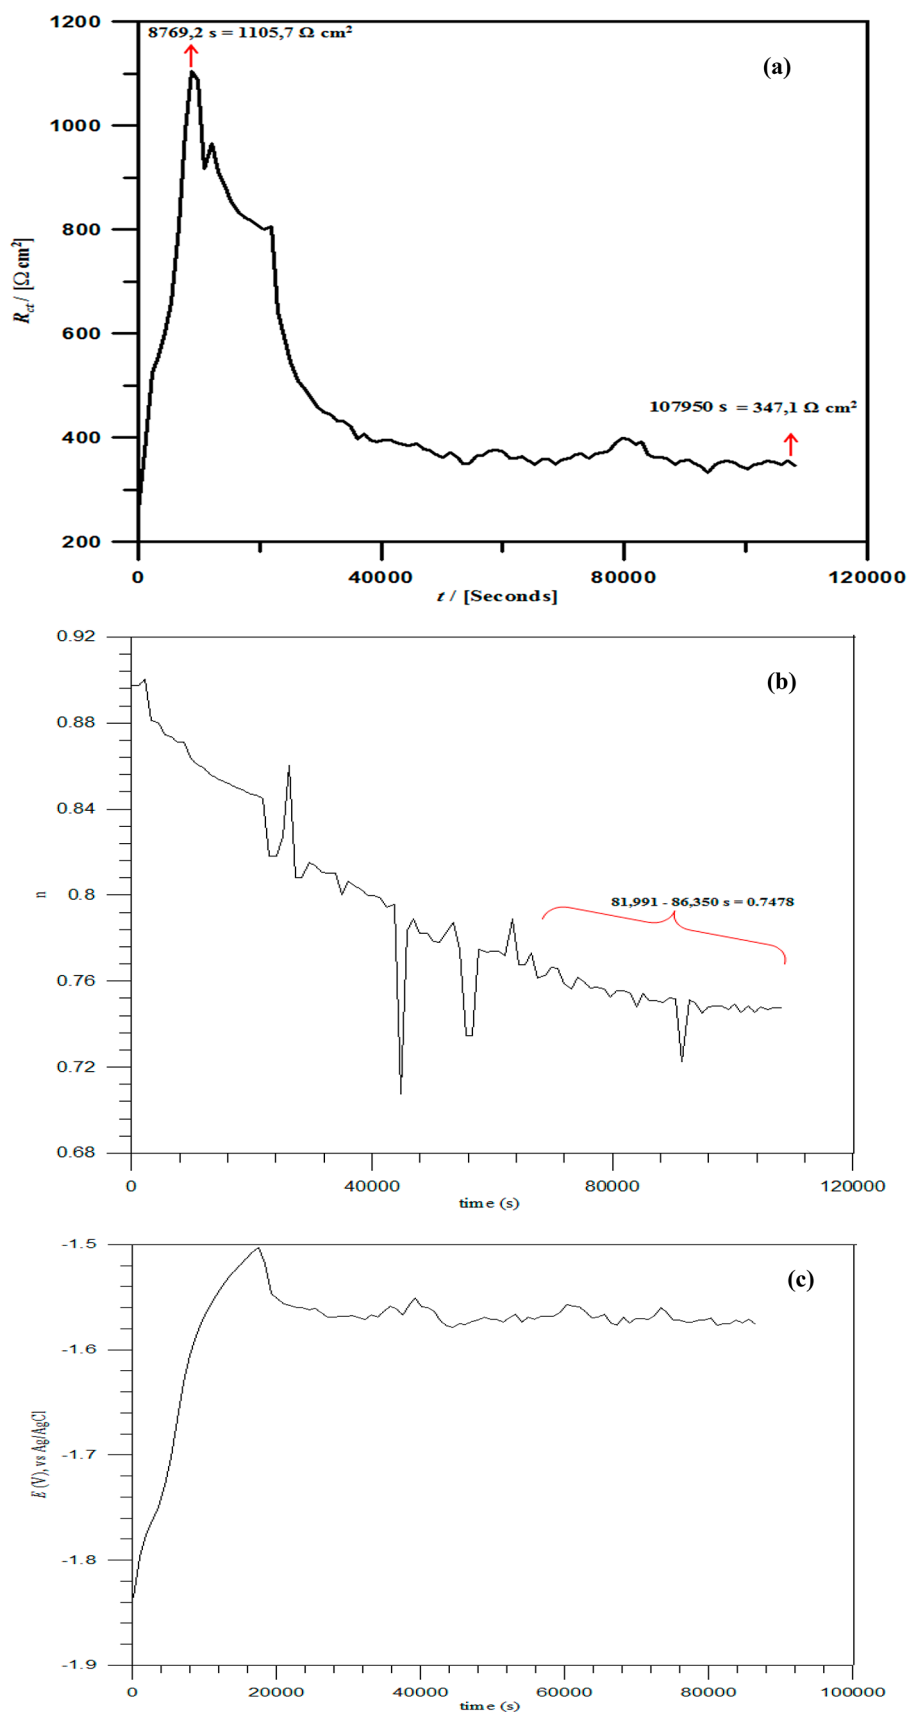 1200
8769,2 s = 1105,7 Ω cm²
(a)
1000
800
R_ct / [Ω cm²]
600
107950 s = 347,1 Ω cm²
400
200
0
40000
80000
120000
t / [Seconds]
0.92
(b)
0.88
0.84
n
0.8
81,991 - 86,350 s = 0.7478
0.76
0.72
0.68
0
40000
80000
120000
time (s)
-1.5
(c)
-1.6
-1.7
E (V), vs Ag/AgCl
-1.8
-1.9
0
20000
40000
60000
80000
100000
time (s)